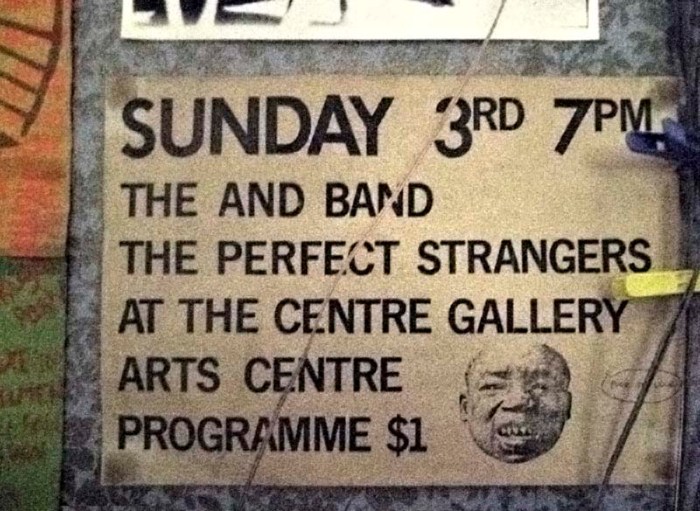 SUNDAY 3RD 7PM
THE AND BAND
THE PERFECT STRANGERS
AT THE CENTRE GALLERY
ARTS CENTRE
PROGRAMME $1